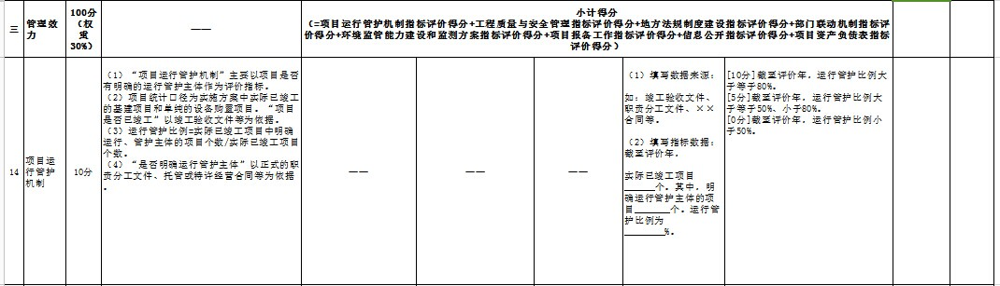 三
管理效
力
100分
（权
重
30%）
——
小计得分
（=项目运行管护机制指标评价得分+工程质量与安全管理指标评价得分+地方法规制度建设指标评价得分+部门联动机制指标评
价得分+环境监管能力建设和监测方案指标评价得分+项目报备工作指标评价得分+信息公开指标评价得分+项目资产负债表指标
评价得分）
14
项目运
行管护
机制
10分
（1）“项目运行管护机制”主要以项目是否
有明确的运行管护主体作为评价指标。
（2）项目统计口径为实施方案中实际已竣工
的基建项目和单纯的设备购置项目。“项目
是否已竣工”以竣工验收文件等为依据。
（3）运行管护比例=实际已竣工项目中明确
运行、管护主体的项目个数/实际已竣工项目
个数。
（4）“是否明确运行管护主体”以正式的职
责分工文件、托管或特许经营合同等为依据
。
——
——
——
（1）填写数据来源：
如：竣工验收文件、
职责分工文件、××
合同等。
（2）填写指标数据：
截至评价年，
实际已竣工项目
______个。其中，明
确运行管护主体的项
目_______个。运行管
护比例为
________%。
[10分]截至评价年，运行管护比例大
于等于80%。
[5分]截至评价年，运行管护比例大
于等于50%、小于80%。
[0分]截至评价年，运行管护比例小
于50%。